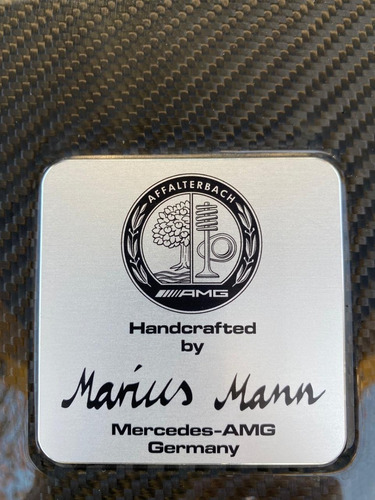 AFFALTERBACH
AMG
Handcrafted
by
Marius Mann
Mercedes-AMG
Germany